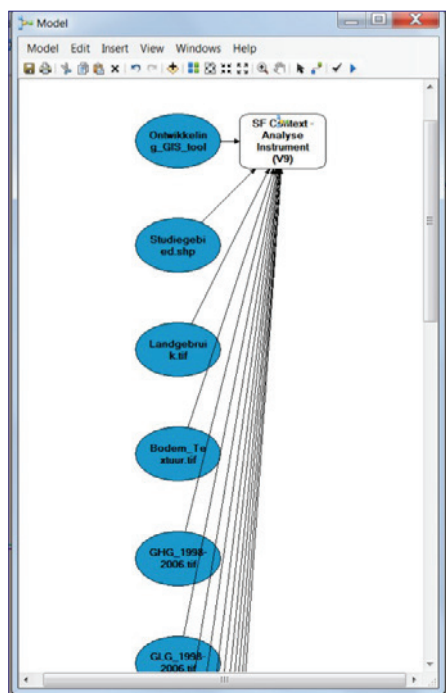 Model
Model Edit Insert View Windows Help
Ontwikkelin
g_GIS_tool
SF Context -
Analyse
Instrument
(V9)
Studiegebi
ed.shp
Landgebrui
k.tif
Bodem_Te
xtuur.tif
GHG_1998-
2006.tif
GLG_1998-
2006.tif